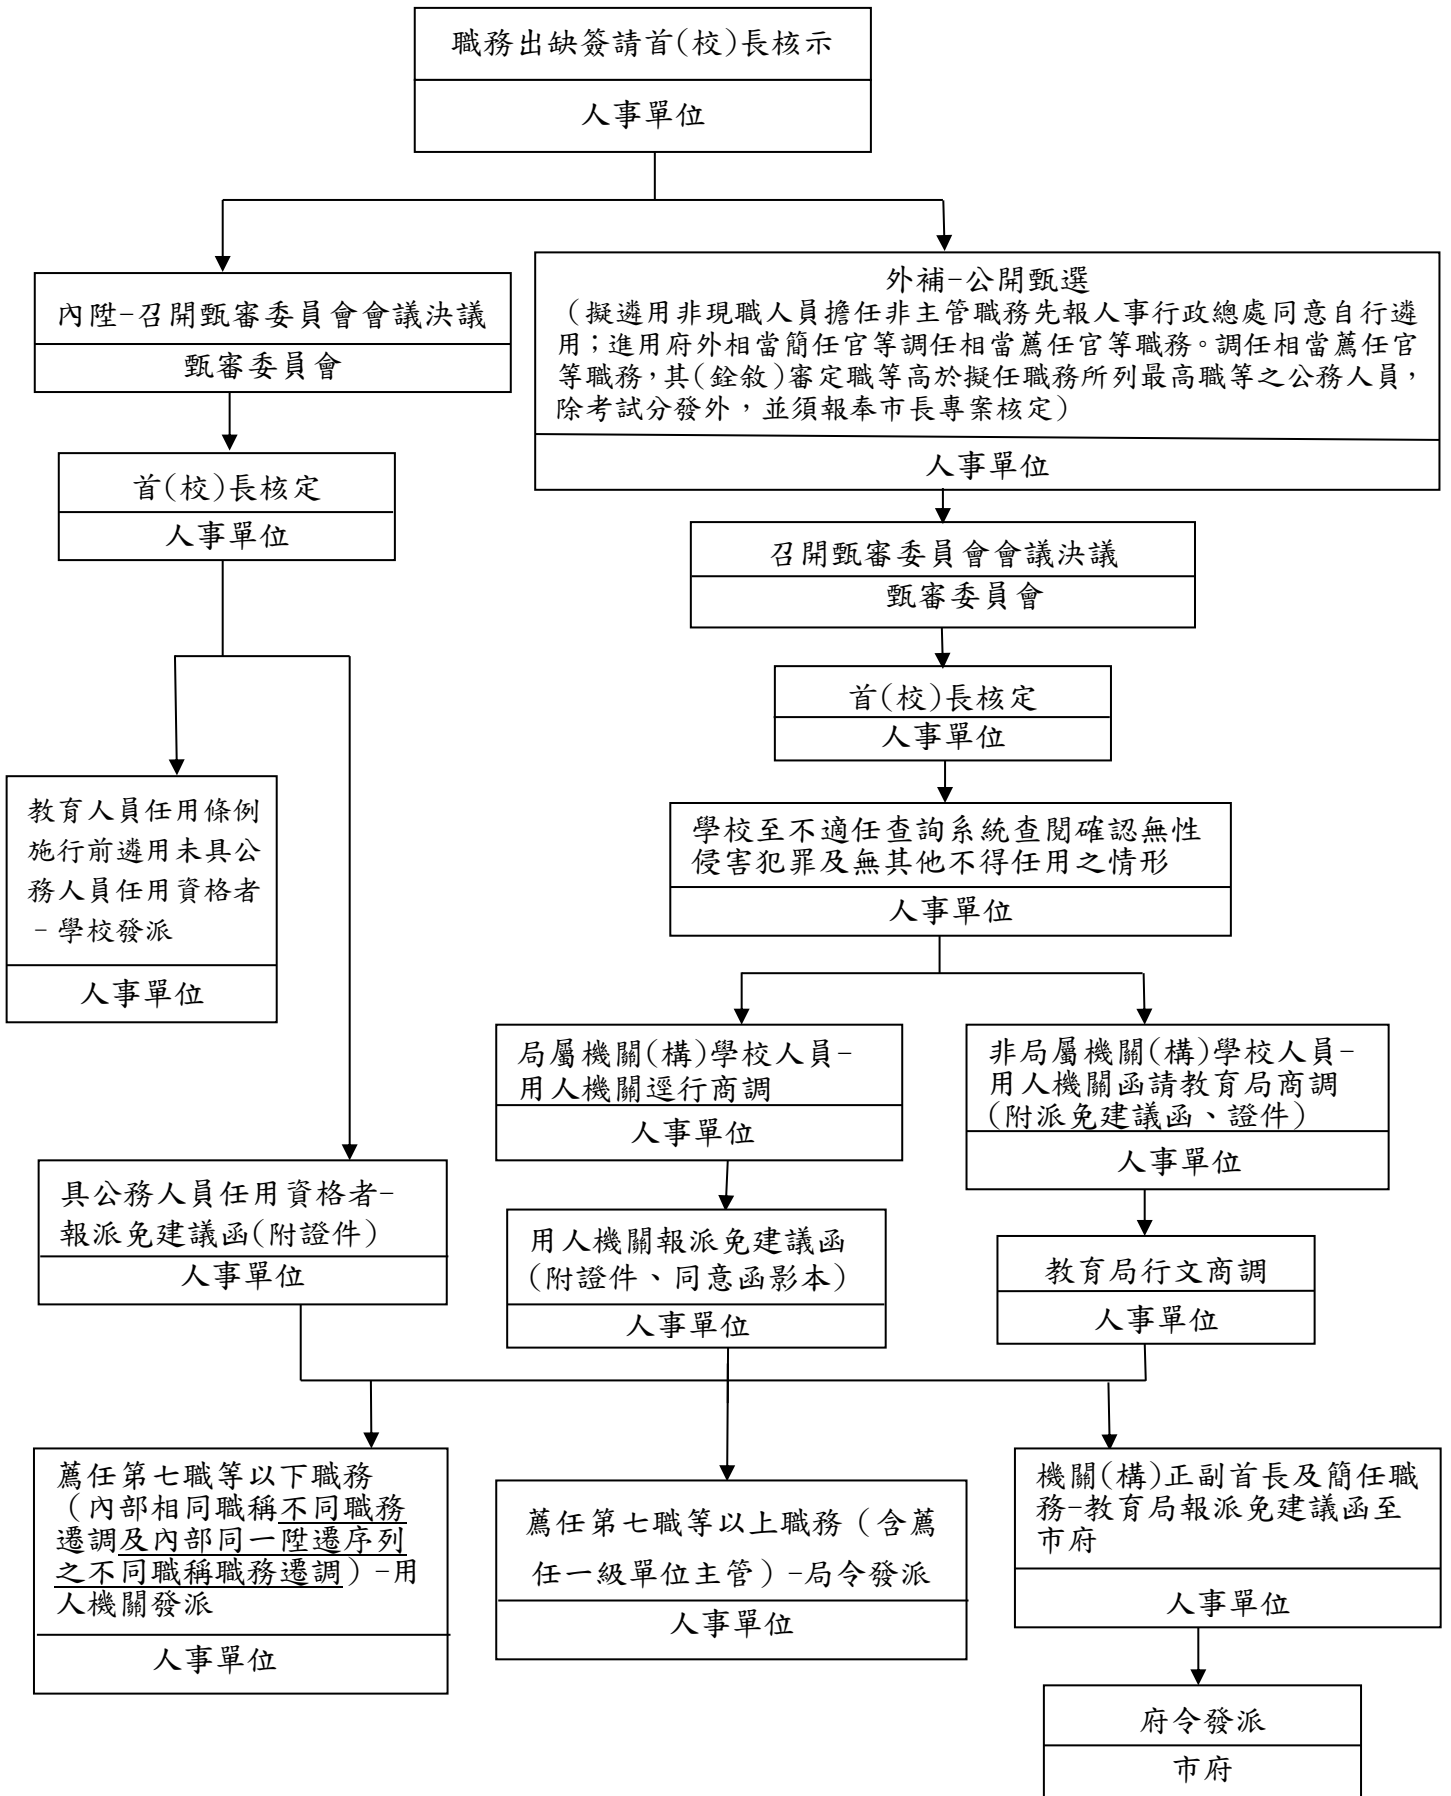 職務出缺簽請首(校)長核示
人事單位
內陞-召開甄審委員會會議決議
甄審委員會
外補-公開甄選
（擬遴用非現職人員擔任非主管職務先報人事行政總處同意自行遴
用；進用府外相當簡任官等調任相當薦任官等職務。調任相當薦任官
等職務，其(銓敘)審定職等高於擬任職務所列最高職等之公務人員，
除考試分發外，並須報奉市長專案核定）
人事單位
首(校)長核定
人事單位
召開甄審委員會會議決議
甄審委員會
首(校)長核定
人事單位
教育人員任用條例
施行前遴用未具公
務人員任用資格者
-學校發派
人事單位
學校至不適任查詢系統查閱確認無性
侵害犯罪及無其他不得任用之情形
人事單位
局屬機關(構)學校人員-
用人機關逕行商調
人事單位
非局屬機關(構)學校人員-
用人機關函請教育局商調
(附派免建議函、證件)
人事單位
具公務人員任用資格者-
報派免建議函(附證件)
人事單位
用人機關報派免建議函
(附證件、同意函影本)
人事單位
教育局行文商調
人事單位
薦任第七職等以下職務
（內部相同職稱不同職務
遷調及內部同一陞遷序列
之不同職稱職務遷調）-用
人機關發派
人事單位
薦任第七職等以上職務（含薦
任一級單位主管）-局令發派
人事單位
機關(構)正副首長及簡任職
務-教育局報派免建議函至
市府
人事單位
府令發派
市府